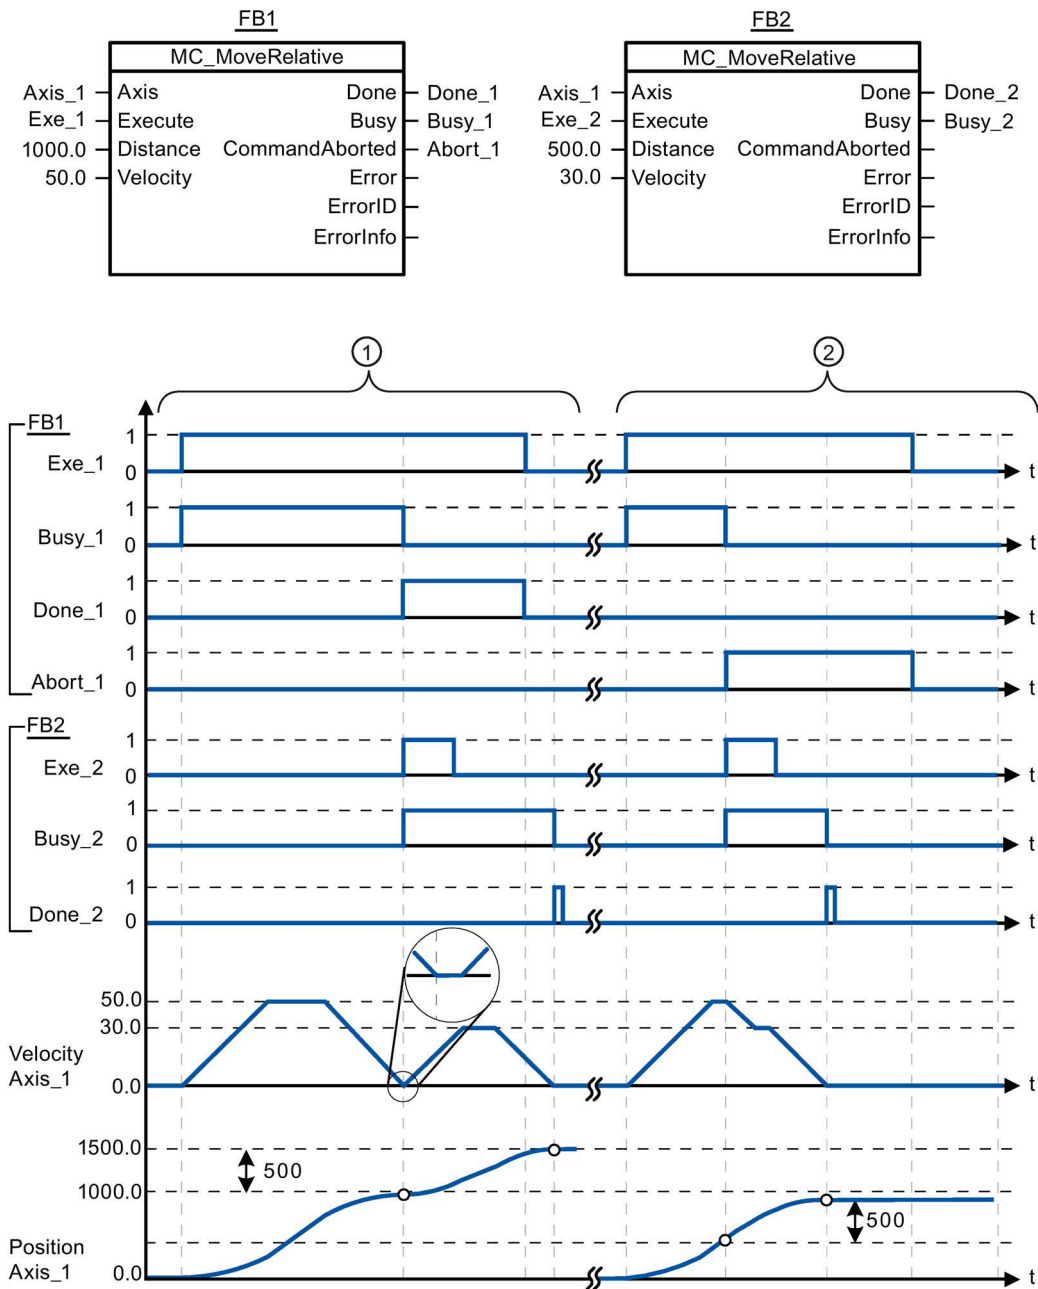 FB1 FB2
MC_MoveRelative MC_MoveRelative
Axis_1 Axis Done Done_1 Axis_1 Axis Done Done_2
Exe_1 Execute Busy Busy_1 Exe_2 Execute Busy Busy_2
1000.0 Distance CommandAborted Abort_1 500.0 Distance CommandAborted
50.0 Velocity Error 30.0 Velocity Error
ErrorID ErrorID
ErrorInfo ErrorInfo
1 2
FB1
1
Exe_1 0 t
1
Busy_1 0 t
1
Done_1 0 t
1
Abort_1 0 t
FB2
1
Exe_2 0 t
1
Busy_2 0 t
1
Done_2 0 t
50.0
30.0
Velocity
Axis_1 0.0 t
1500.0
500
1000.0
500
Position
Axis_1 0.0 t